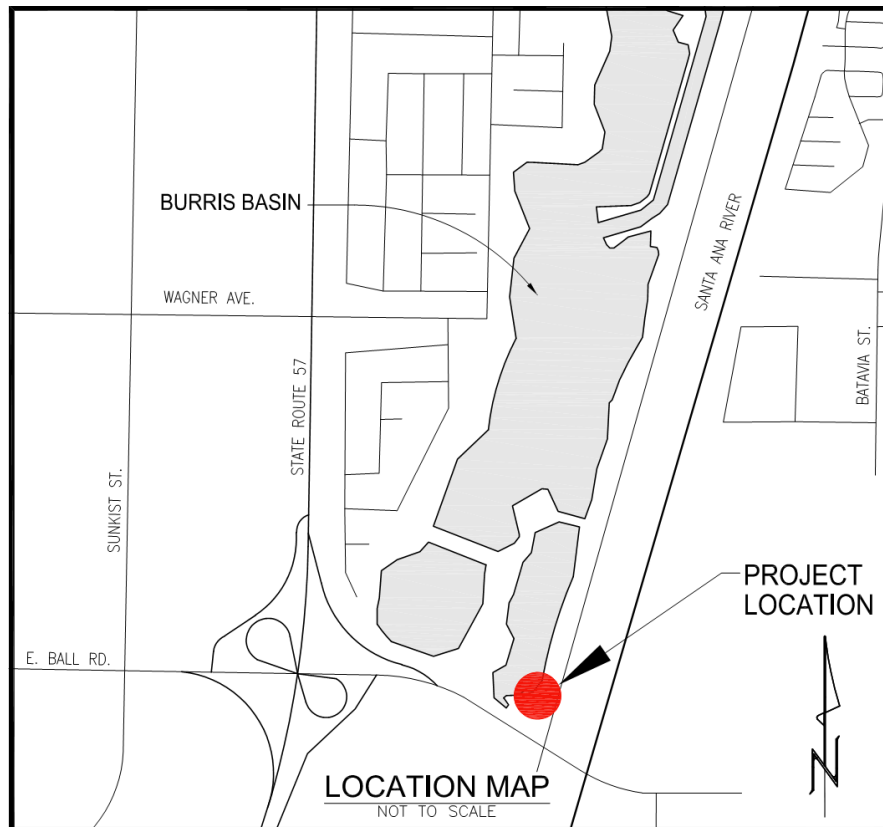 BURRIS BASIN
SANTA ANA RIVER
WAGNER AVE.
BATAVIA ST.
STATE ROUTE 57
SUNKIST ST.
PROJECT
LOCATION
E. BALL RD.
N
LOCATION MAP
NOT TO SCALE